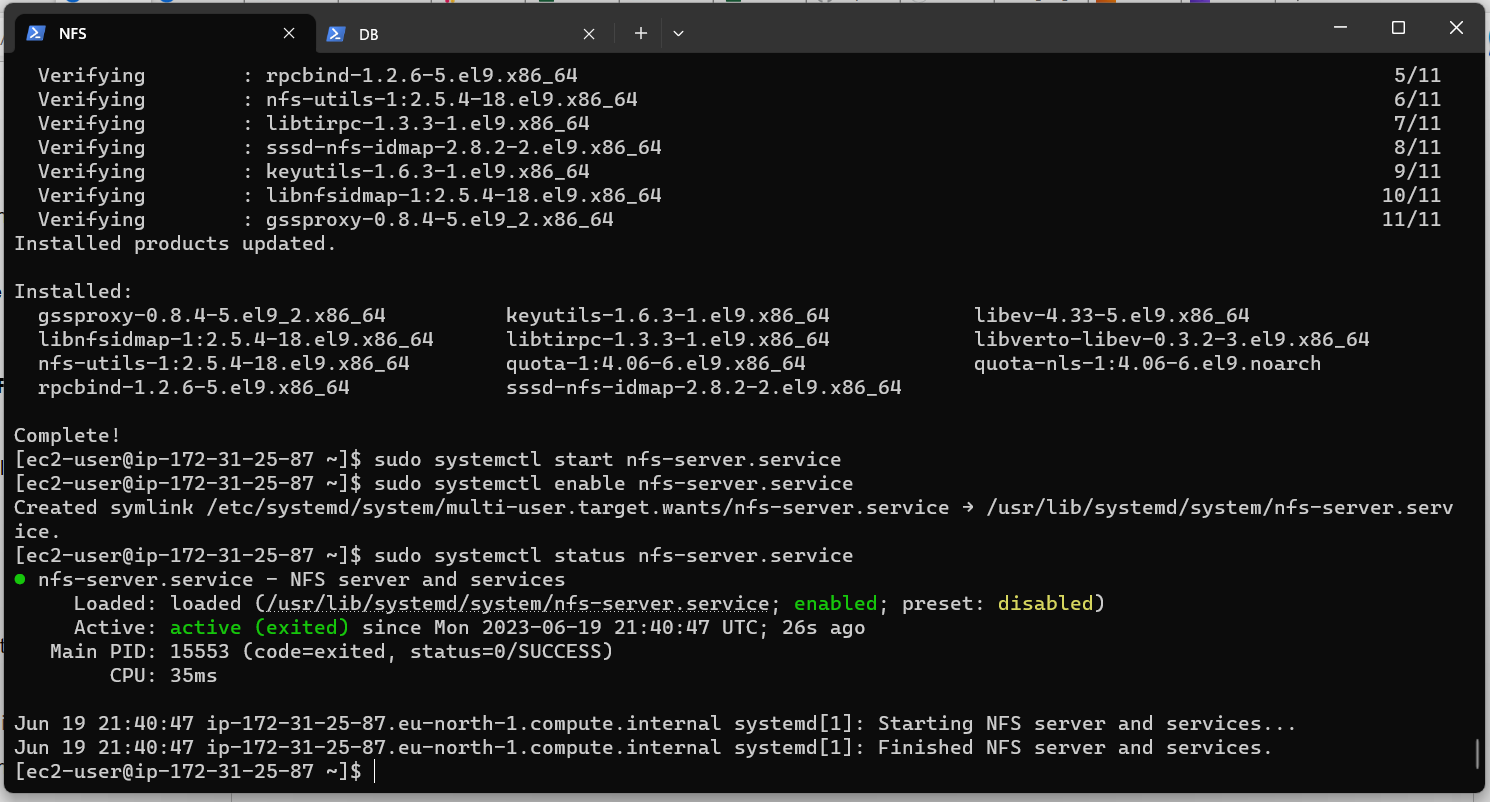 NFS
DB
Verifying : rpcbind-1.2.6-5.el9.x86_64 5/11
Verifying : nfs-utils-1:2.5.4-18.el9.x86_64 6/11
Verifying : libtirpc-1.3.3-1.el9.x86_64 7/11
Verifying : sssd-nfs-idmap-2.8.2-2.el9.x86_64 8/11
Verifying : keyutils-1.6.3-1.el9.x86_64 9/11
Verifying : libnfsidmap-1:2.5.4-18.el9.x86_64 10/11
Verifying : gssproxy-0.8.4-5.el9_2.x86_64 11/11
Installed products updated.
Installed:
gssproxy-0.8.4-5.el9_2.x86_64 keyutils-1.6.3-1.el9.x86_64 libev-4.33-5.el9.x86_64
libnfsidmap-1:2.5.4-18.el9.x86_64 libtirpc-1.3.3-1.el9.x86_64 libverto-libev-0.3.2-3.el9.x86_64
nfs-utils-1:2.5.4-18.el9.x86_64 quota-1:4.06-6.el9.x86_64 quota-nls-1:4.06-6.el9.noarch
rpcbind-1.2.6-5.el9.x86_64 sssd-nfs-idmap-2.8.2-2.el9.x86_64
Complete!
[ec2-user@ip-172-31-25-87 ~]$ sudo systemctl start nfs-server.service
[ec2-user@ip-172-31-25-87 ~]$ sudo systemctl enable nfs-server.service
Created symlink /etc/systemd/system/multi-user.target.wants/nfs-server.service → /usr/lib/systemd/system/nfs-server.serv
ice.
[ec2-user@ip-172-31-25-87 ~]$ sudo systemctl status nfs-server.service
● nfs-server.service - NFS server and services
Loaded: loaded (/usr/lib/systemd/system/nfs-server.service; enabled; preset: disabled)
Active: active (exited) since Mon 2023-06-19 21:40:47 UTC; 26s ago
Main PID: 15553 (code=exited, status=0/SUCCESS)
CPU: 35ms
Jun 19 21:40:47 ip-172-31-25-87.eu-north-1.compute.internal systemd[1]: Starting NFS server and services...
Jun 19 21:40:47 ip-172-31-25-87.eu-north-1.compute.internal systemd[1]: Finished NFS server and services.
[ec2-user@ip-172-31-25-87 ~]$